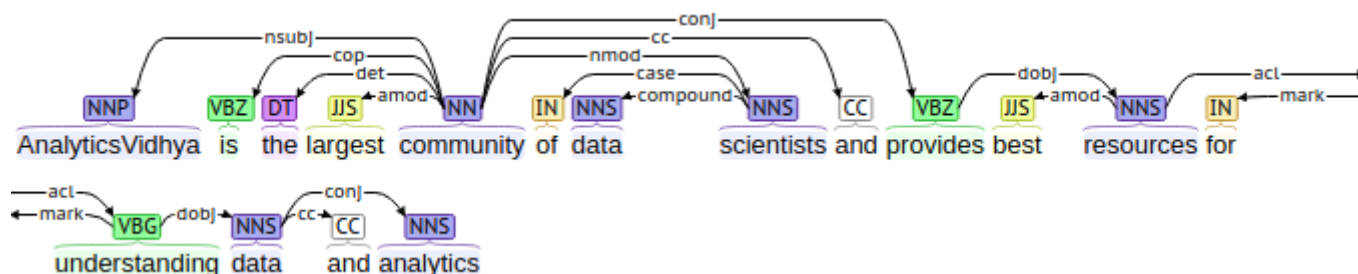 conj
nsubj cc
cop nmod
det case dobj acl
NNP VBZ DT JJS amod NN IN NNS compound NNS CC VBZ JJS amod NNS IN mark
AnalyticsVidhya is the largest community of data scientists and provides best resources for
acl conj
mark VBG dobj NNS cc CC NNS
understanding data and analytics